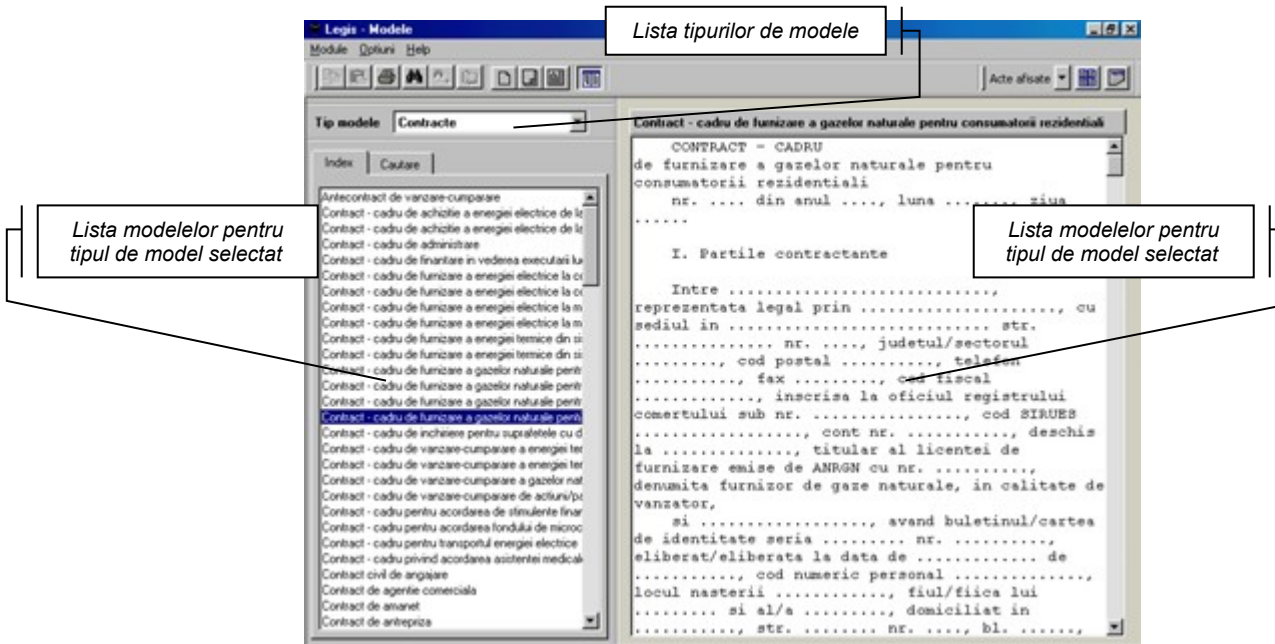 Legis - Modele
Lista tipurilor de modele
Module Optiuni Help
Acte afisate
Tip modele Contracte
Index Cautare
Antecontract de vanzare-cumparare
Contract - cadru de achizitie a energiei electrice de la
Contract - cadru de achizitie a energiei electrice de la
Contract - cadru de administrare
Contract - cadru de finantare in vederea executarii luc
Contract - cadru de furnizare a energiei electrice la co
Contract - cadru de furnizare a energiei electrice la co
Contract - cadru de furnizare a energiei electrice la m
Contract - cadru de furnizare a energiei electrice la m
Contract - cadru de furnizare a energiei termice din si
Contract - cadru de furnizare a energiei termice din si
Contract - cadru de furnizare a gazelor naturale pentr
Contract - cadru de furnizare a gazelor naturale pentr
Contract - cadru de furnizare a gazelor naturale pentr
Contract - cadru de furnizare a gazelor naturale pentr
Contract - cadru de inchiriere pentru suprafetele cu d
Contract - cadru de vanzare-cumparare a energiei ter
Contract - cadru de vanzare-cumparare a energiei ter
Contract - cadru de vanzare-cumparare a gazelor nat
Contract - cadru de vanzare-cumparare de actiuni/pa
Contract - cadru pentru acordarea de stimulente finar
Contract - cadru pentru acordarea fondului de microc
Contract - cadru pentru transportul energiei electrice
Contract - cadru privind acordarea asistentei medicale
Contract civil de angajare
Contract de agentie comerciala
Contract de amanet
Contract de antrepriza
Lista modelelor pentru
tipul de model selectat
Contract - cadru de furnizare a gazelor naturale pentru consumatorii rezidentiali
CONTRACT - CADRU
de furnizare a gazelor naturale pentru
consumatorii rezidentiali
nr. .... din anul ...., luna ......., ziua
......
I. Partile contractante
Intre ............................,
reprezentata legal prin ....................., cu
sediul in ............................ str.
............... nr. ...., judetul/sectorul
........., cod postal .........., telefon
..........., fax ........., cod fiscal
............, inscrisa la oficiul registrului
comertului sub nr. ................, cod SIRUES
................., cont nr. ..........., deschis
la .............., titular al licentei de
furnizare emise de ANRGN cu nr. ..........,
denumita furnizor de gaze naturale, in calitate de
vanzator,
si .................., avand buletinul/cartea
de identitate seria ......... nr. ..........,
eliberat/eliberata la data de ............. de
..........., cod numeric personal ..............,
locul nasterii ............, fiul/fiica lui
......... si al/a ........., domiciliat in
..........., str. ........ nr. ...., bl. ......,
Lista modelelor pentru
tipul de model selectat